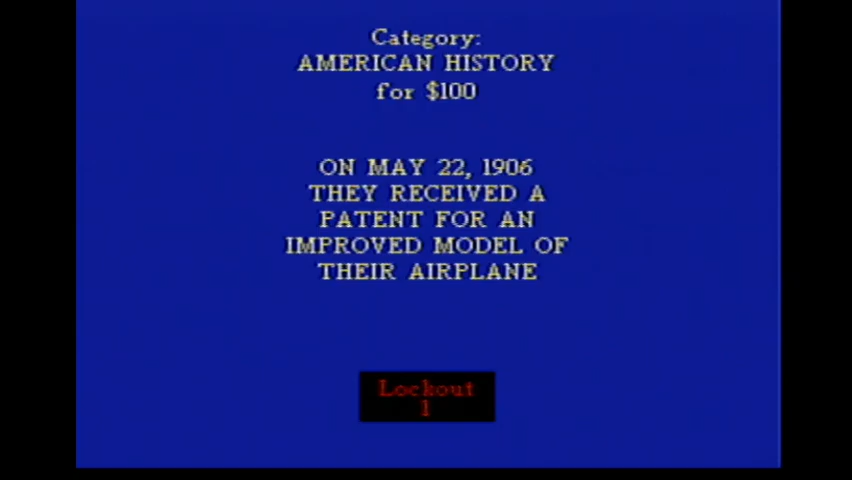 Category:
AMERICAN HISTORY
for $100
ON MAY 22, 1906
THEY RECEIVED A
PATENT FOR AN
IMPROVED MODEL OF
THEIR AIRPLANE
Lockout
1